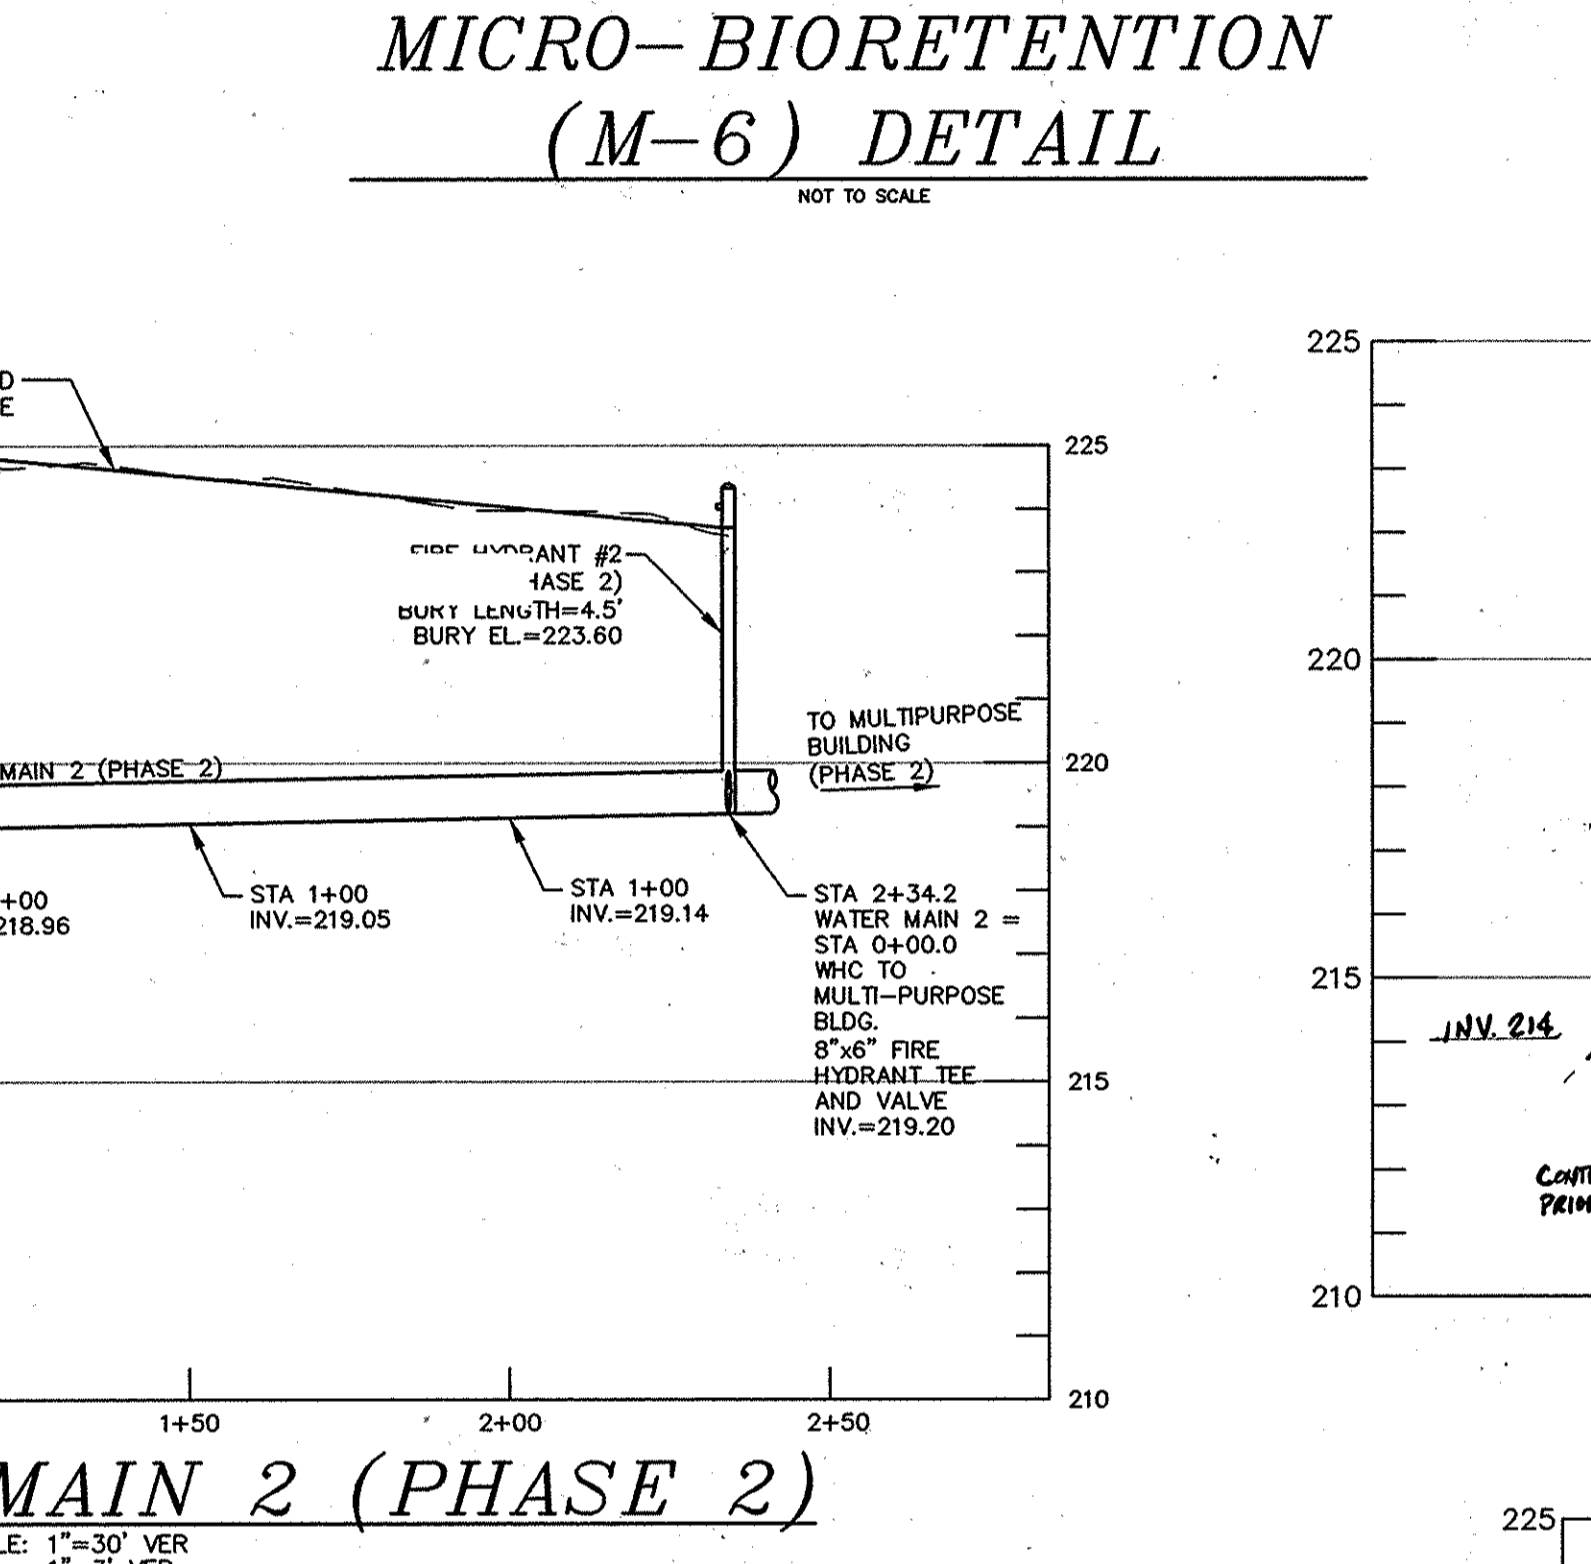 MICRO-BIORETENTION
(M-6) DETAIL
NOT TO SCALE
D
E
225
FIRE HYDRANT #2
HASE 2)
BURY LENGTH=4.5'
BURY EL.=223.60
TO MULTIPURPOSE
BUILDING
(PHASE 2)
MAIN 2 (PHASE 2)
220
+00
218.96
STA 1+00
INV.=219.05
STA 1+00
INV.=219.14
STA 2+34.2
WATER MAIN 2 =
STA 0+00.0
WHC TO
MULTI-PURPOSE
BLDG.
8"x6" FIRE
HYDRANT TEE
AND VALVE
INV.=219.20
215
210
1+50
2+00
2+50
MAIN 2 (PHASE 2)
LE: 1"=30' VER
225
220
215
INV. 214
210
225